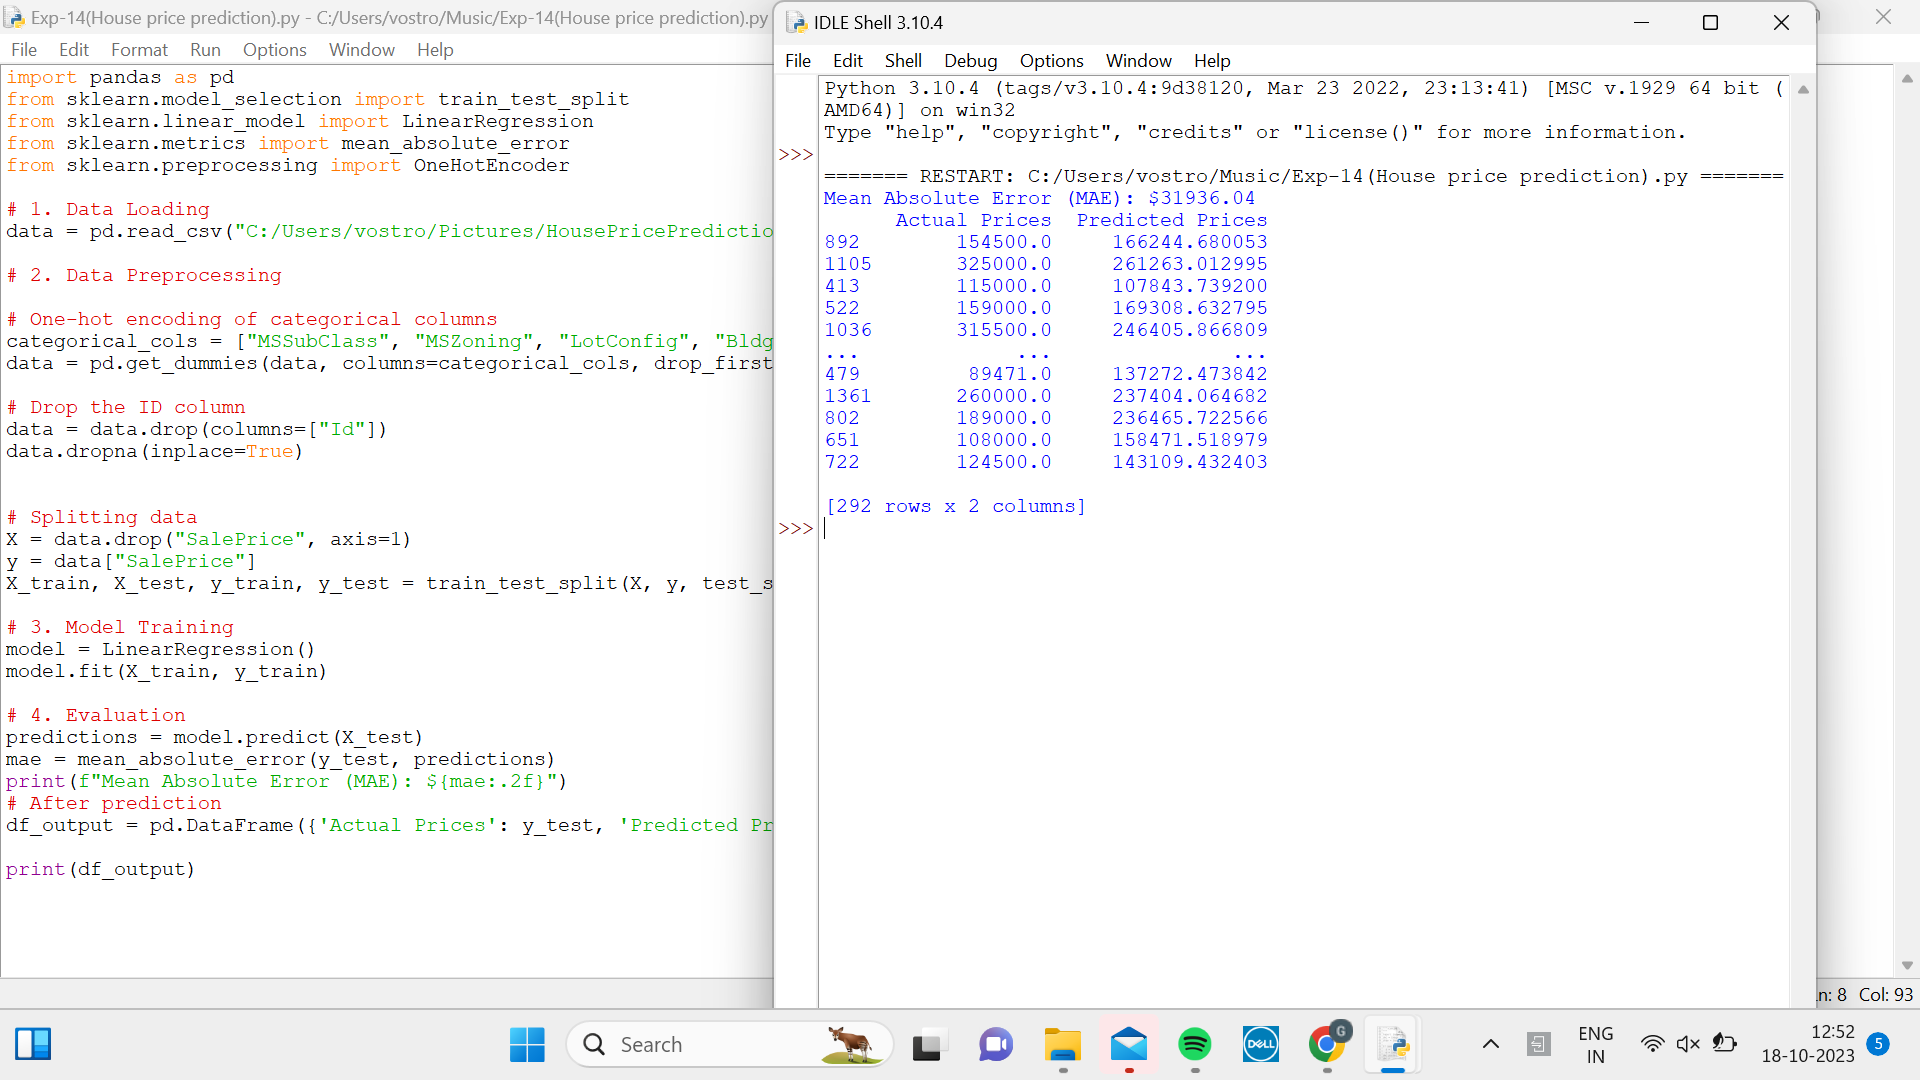 Exp-14(House price prediction).py - C:/Users/vostro/Music/Exp-14(House price prediction).py
File Edit Format Run Options Window Help
import pandas as pd
from sklearn.model_selection import train_test_split
from sklearn.linear_model import LinearRegression
from sklearn.metrics import mean_absolute_error
from sklearn.preprocessing import OneHotEncoder
# 1. Data Loading
data = pd.read_csv("C:/Users/vostro/Pictures/HousePricePredictio
# 2. Data Preprocessing
# One-hot encoding of categorical columns
categorical_cols = ["MSSubClass", "MSZoning", "LotConfig", "Bldg
data = pd.get_dummies(data, columns=categorical_cols, drop_first
# Drop the ID column
data = data.drop(columns=["Id"])
data.dropna(inplace=True)
# Splitting data
X = data.drop("SalePrice", axis=1)
y = data["SalePrice"]
X_train, X_test, y_train, y_test = train_test_split(X, y, test_s
# 3. Model Training
model = LinearRegression()
model.fit(X_train, y_train)
# 4. Evaluation
predictions = model.predict(X_test)
mae = mean_absolute_error(y_test, predictions)
print(f"Mean Absolute Error (MAE): ${mae:.2f}")
# After prediction
df_output = pd.DataFrame({'Actual Prices': y_test, 'Predicted Pr
print(df_output)
IDLE Shell 3.10.4
File Edit Shell Debug Options Window Help
Python 3.10.4 (tags/v3.10.4:9d38120, Mar 23 2022, 23:13:41) [MSC v.1929 64 bit (
AMD64)] on win32
Type "help", "copyright", "credits" or "license()" for more information.
>>>
======= RESTART: C:/Users/vostro/Music/Exp-14(House price prediction).py =======
Mean Absolute Error (MAE): $31936.04
Actual Prices Predicted Prices
892 154500.0 166244.680053
1105 325000.0 261263.012995
413 115000.0 107843.739200
522 159000.0 169308.632795
1036 315500.0 246405.866809
... ... ...
479 89471.0 137272.473842
1361 260000.0 237404.064682
802 189000.0 236465.722566
651 108000.0 158471.518979
722 124500.0 143109.432403
[292 rows x 2 columns]
>>>
n: 8 Col: 93
Search
DELL
G
ENG
IN
12:52
18-10-2023
5